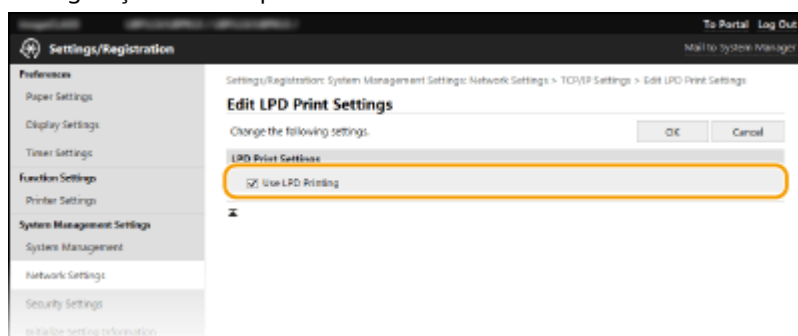 To Portal Log Out
Settings/Registration
Mail to System Manager
Preferences
Settings/Registration: System Management Settings: Network Settings > TCP/IP Settings > Edit LPD Print Settings
Paper Settings
Edit LPD Print Settings
Display Settings
Change the following settings.
OK Cancel
Timer Settings
LPD Print Settings
Function Settings
Use LPD Printing
Printer Settings
System Management Settings
System Management
Network Settings
Security Settings
Initialize Setting Information